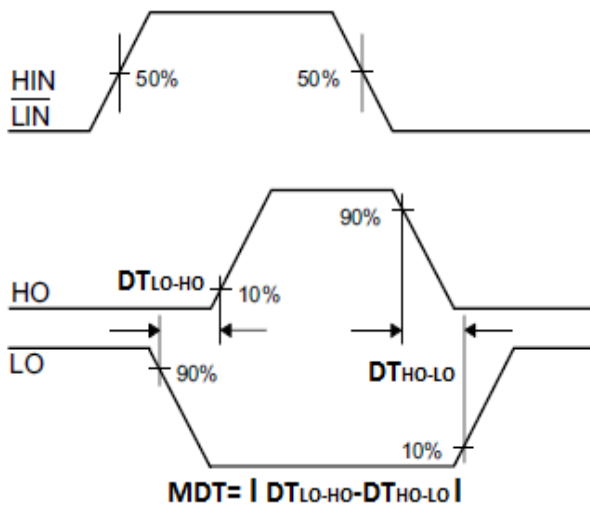 HIN
50%
50%
LIN
90%
DTLO-HO
10%
HO
LO
90%
DTHO-LO
10%
MDT= | DTLO-HO-DTHO-LO |